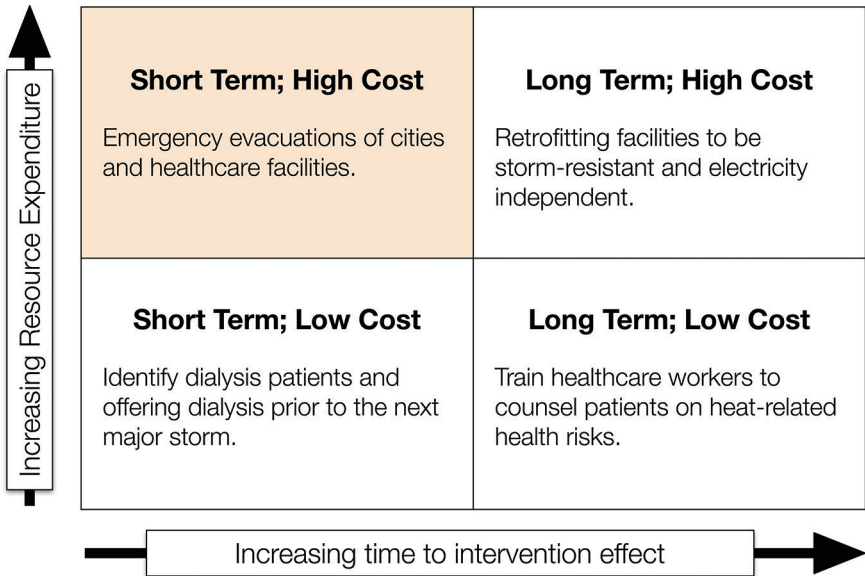 Increasing Resource Expenditure
Short Term; High Cost
Emergency evacuations of cities
and healthcare facilities.
Long Term; High Cost
Retrofitting facilities to be
storm-resistant and electricity
independent.
Short Term; Low Cost
Identify dialysis patients and
offering dialysis prior to the next
major storm.
Long Term; Low Cost
Train healthcare workers to
counsel patients on heat-related
health risks.
Increasing time to intervention effect